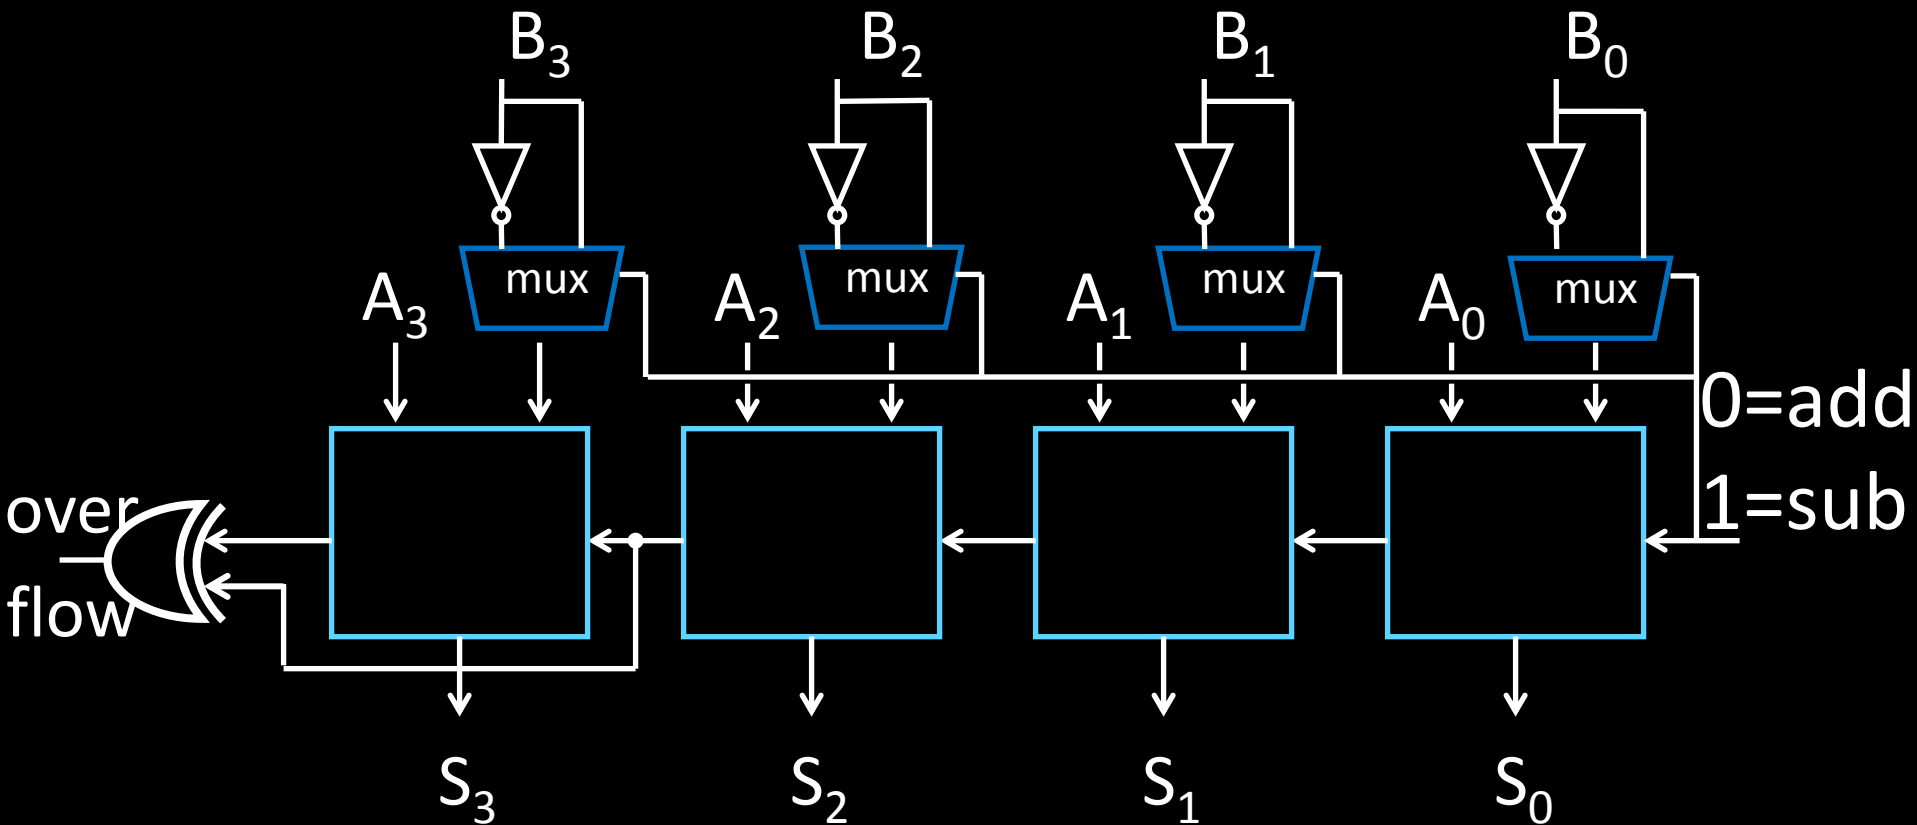 B₃ B₂ B₁ B₀
mux mux mux mux
A₃ A₂ A₁ A₀
0=add
1=sub
over
flow
S₃ S₂ S₁ S₀